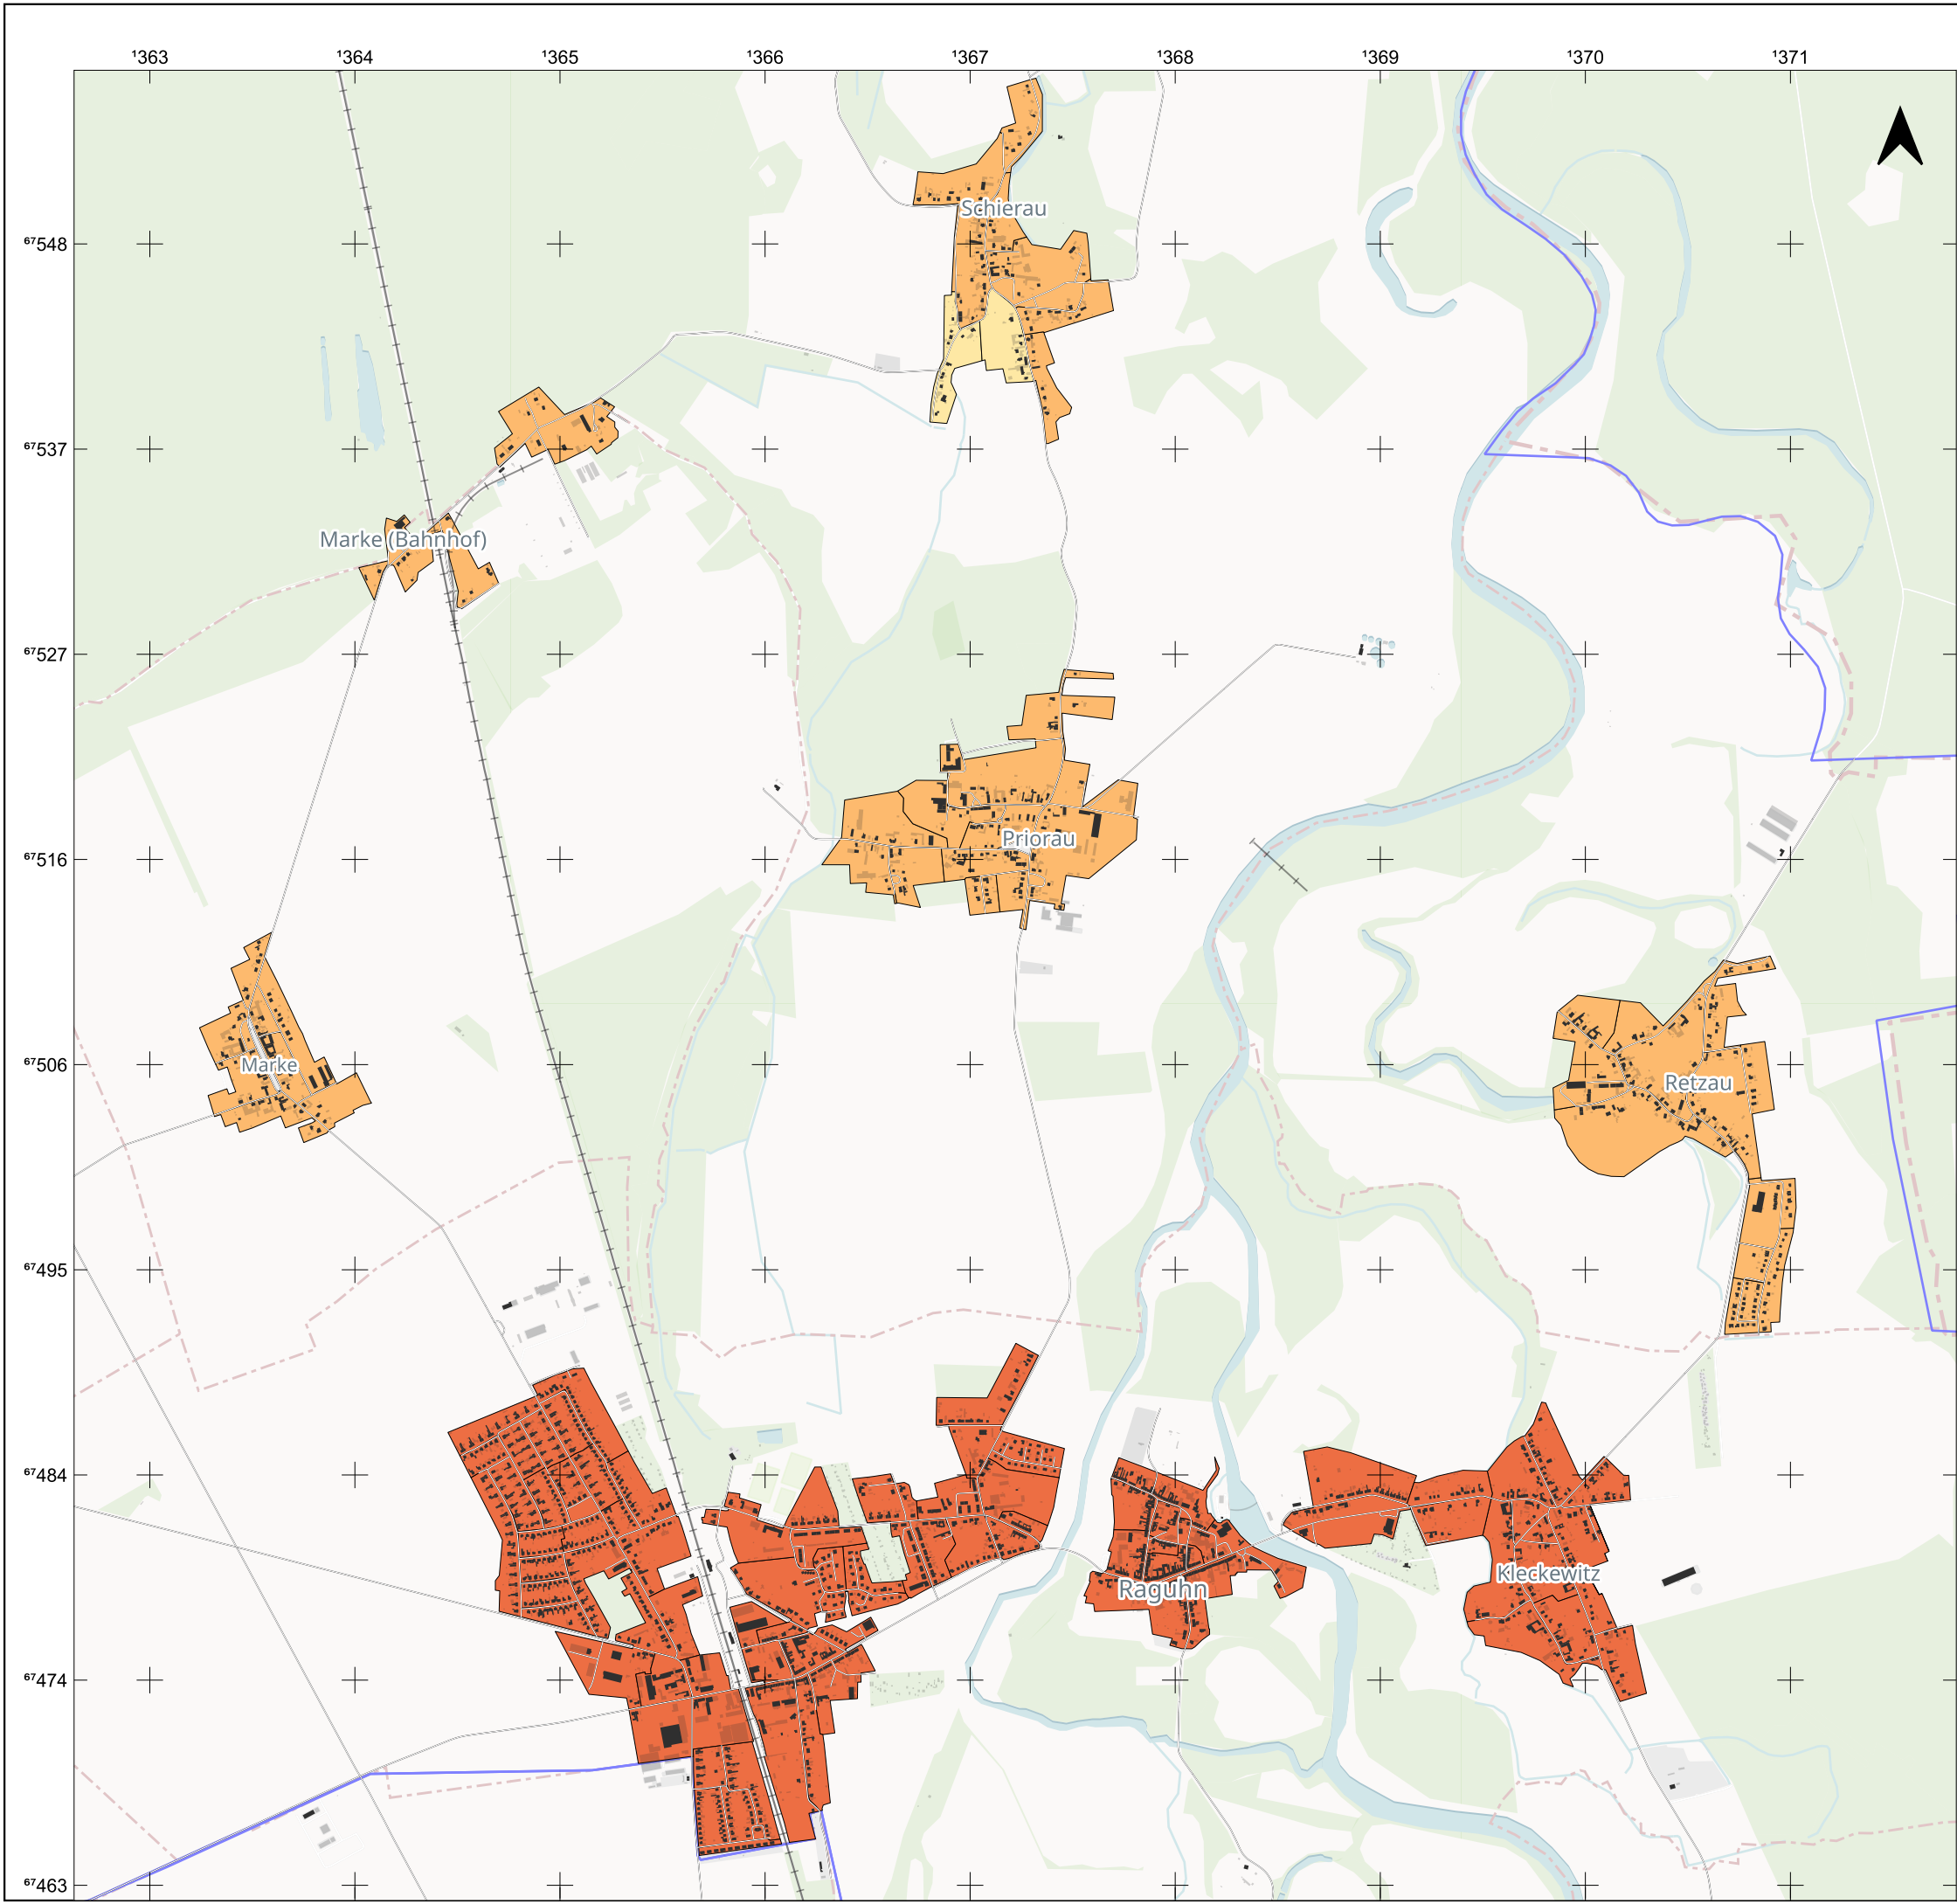 ¹363 ¹364 ¹365 ¹366 ¹367 ¹368 ¹369 ¹370 ¹371
Schierau
⁶⁷548
⁶⁷537
Marke (Bahnhof)
⁶⁷527
Priorau
⁶⁷516
Marke
⁶⁷506
Retzau
⁶⁷495
⁶⁷484
Kleckewitz
Raguhn
⁶⁷474
⁶⁷463